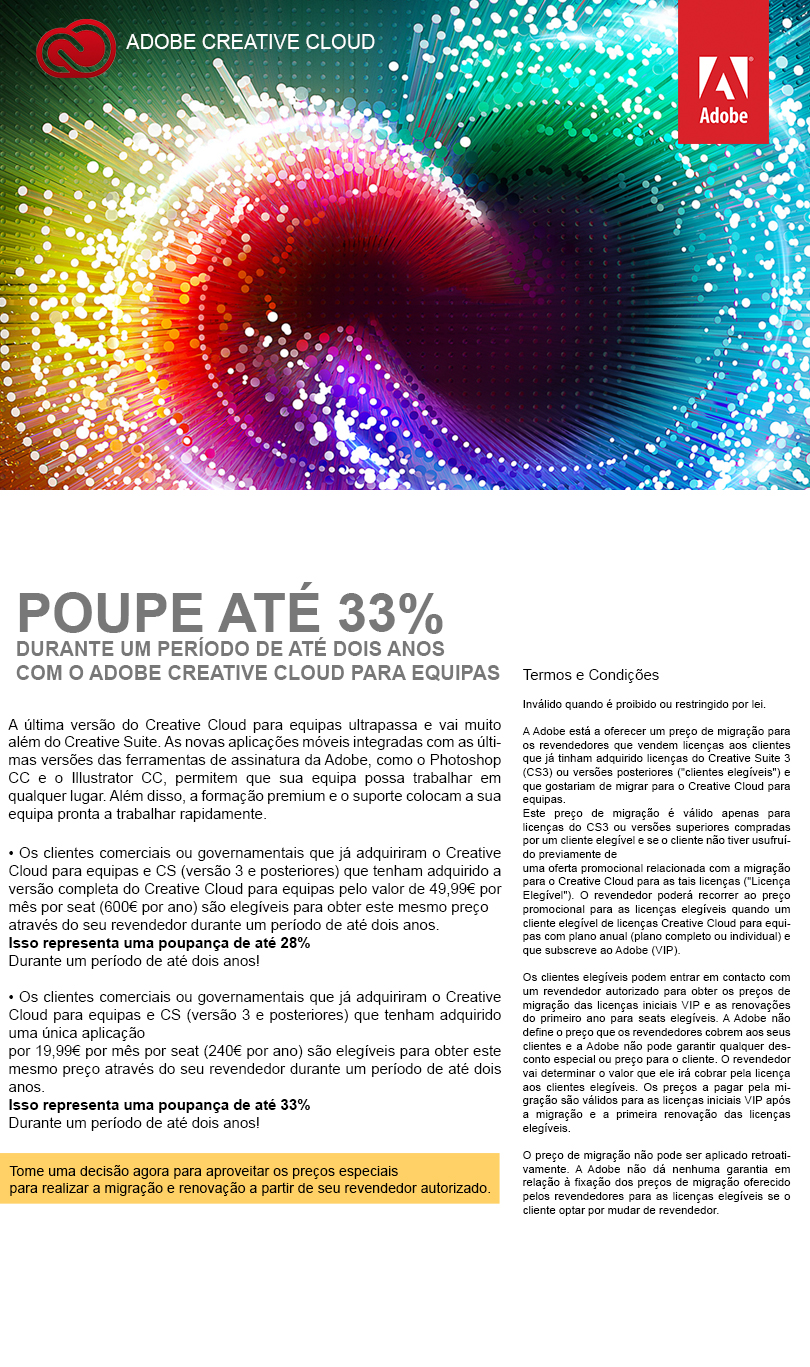 ADOBE CREATIVE CLOUD
Adobe
POUPE ATÉ 33%
DURANTE UM PERÍODO DE ATÉ DOIS ANOS
COM O ADOBE CREATIVE CLOUD PARA EQUIPAS
A última versão do Creative Cloud para equipas ultrapassa e vai muito
além do Creative Suite. As novas aplicações móveis integradas com as últi-
mas versões das ferramentas de assinatura da Adobe, como o Photoshop
CC e o Illustrator CC, permitem que sua equipa possa trabalhar em
qualquer lugar. Além disso, a formação premium e o suporte colocam a sua
equipa pronta a trabalhar rapidamente.
• Os clientes comerciais ou governamentais que já adquiriram o Creative
Cloud para equipas e CS (versão 3 e posteriores) que tenham adquirido a
versão completa do Creative Cloud para equipas pelo valor de 49,99€ por
mês por seat (600€ por ano) são elegíveis para obter este mesmo preço
através do seu revendedor durante um período de até dois anos.
Isso representa uma poupança de até 28%
Durante um período de até dois anos!
• Os clientes comerciais ou governamentais que já adquiriram o Creative
Cloud para equipas e CS (versão 3 e posteriores) que tenham adquirido
uma única aplicação
por 19,99€ por mês por seat (240€ por ano) são elegíveis para obter este
mesmo preço através do seu revendedor durante um período de até dois
anos.
Isso representa uma poupança de até 33%
Durante um período de até dois anos!
Tome uma decisão agora para aproveitar os preços especiais
para realizar a migração e renovação a partir de seu revendedor autorizado.
Termos e Condições
Inválido quando é proibido ou restringido por lei.
A Adobe está a oferecer um preço de migração para
os revendedores que vendem licenças aos clientes
que já tinham adquirido licenças do Creative Suite 3
(CS3) ou versões posteriores ("clientes elegíveis") e
que gostariam de migrar para o Creative Cloud para
equipas.
Este preço de migração é válido apenas para
licenças do CS3 ou versões superiores compradas
por um cliente elegível e se o cliente não tiver usufruí-
do previamente de
uma oferta promocional relacionada com a migração
para o Creative Cloud para as tais licenças ("Licença
Elegível"). O revendedor poderá recorrer ao preço
promocional para as licenças elegíveis quando um
cliente elegível de licenças Creative Cloud para equi-
pas com plano anual (plano completo ou individual) e
que subscreve ao Adobe (VIP).
Os clientes elegíveis podem entrar em contacto com
um revendedor autorizado para obter os preços de
migração das licenças iniciais VIP e as renovações
do primeiro ano para seats elegíveis. A Adobe não
define o preço que os revendedores cobrem aos seus
clientes e a Adobe não pode garantir qualquer des-
conto especial ou preço para o cliente. O revendedor
vai determinar o valor que ele irá cobrar pela licença
aos clientes elegíveis. Os preços a pagar pela mi-
gração são válidos para as licenças iniciais VIP após
a migração e a primeira renovação das licenças
elegíveis.
O preço de migração não pode ser aplicado retroati-
vamente. A Adobe não dá nenhuma garantia em
relação à fixação dos preços de migração oferecido
pelos revendedores para as licenças elegíveis se o
cliente optar por mudar de revendedor.